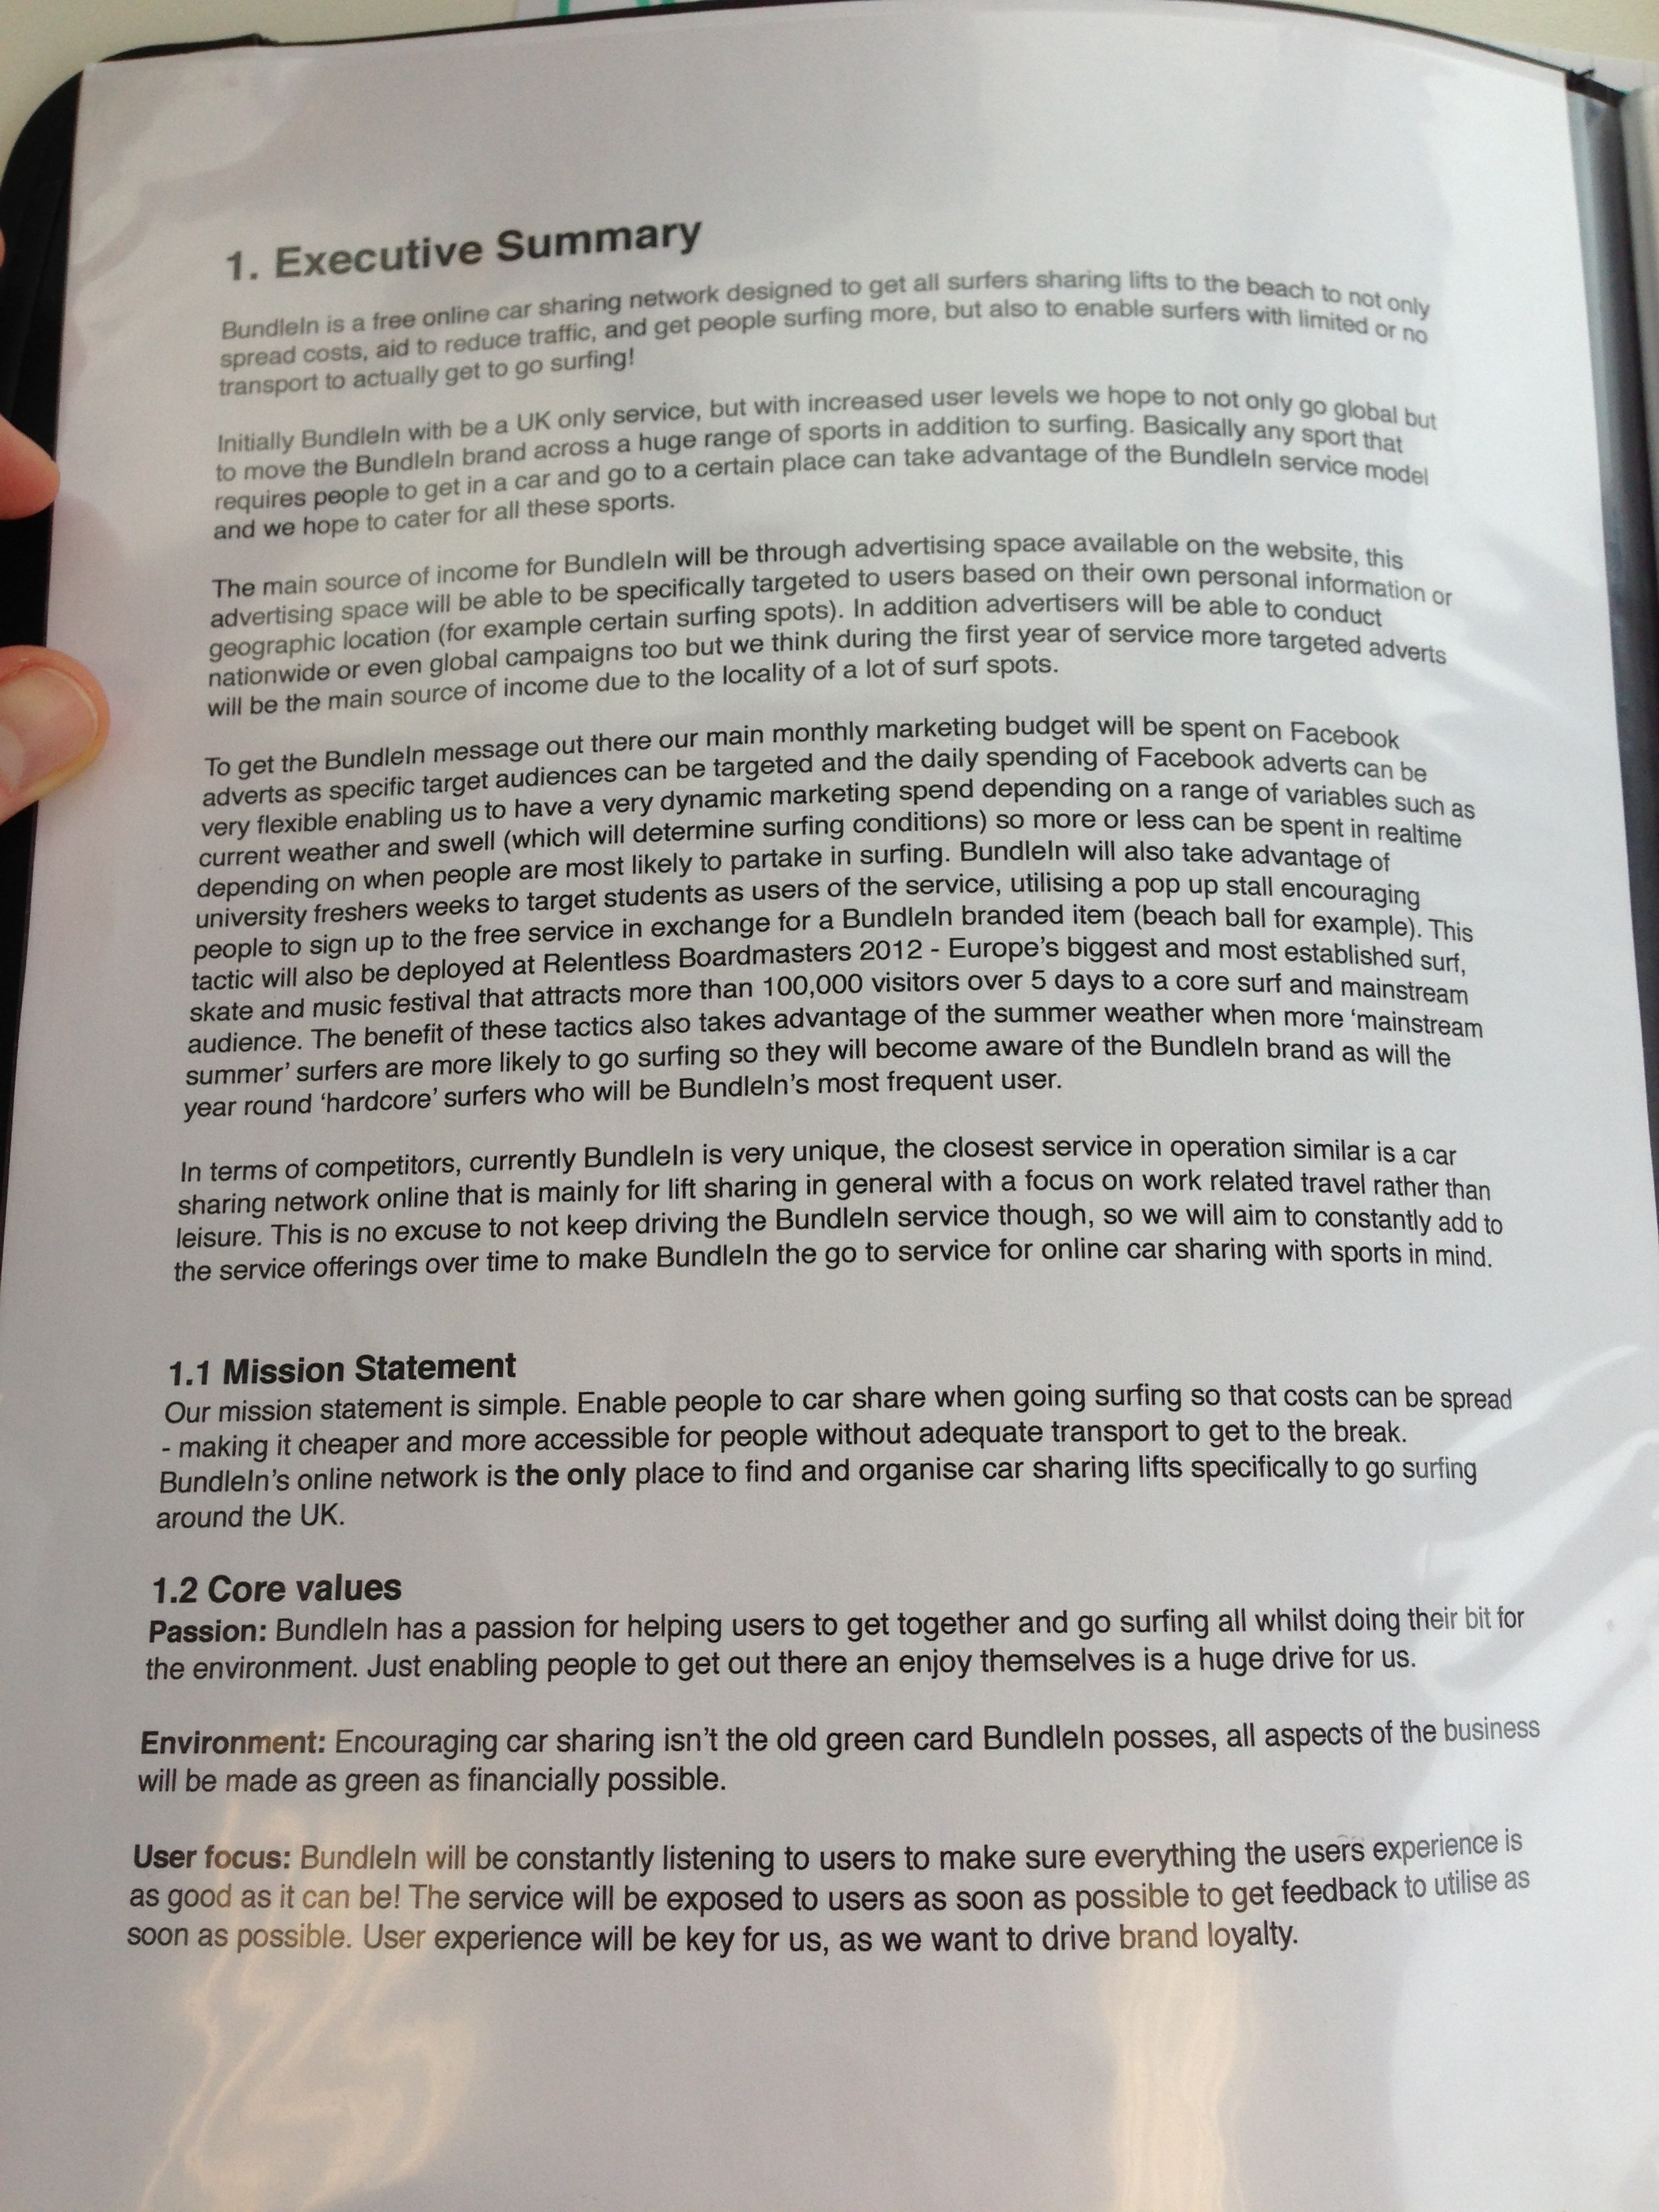 1. Executive Summary
BundleIn is a free online car sharing network designed to get all surfers sharing lifts to the beach to not only
spread costs, aid to reduce traffic, and get people surfing more, but also to enable surfers with limited or no
transport to actually get to go surfing!
Initially BundleIn with be a UK only service, but with increased user levels we hope to not only go global but
to move the BundleIn brand across a huge range of sports in addition to surfing. Basically any sport that
requires people to get in a car and go to a certain place can take advantage of the BundleIn service model
and we hope to cater for all these sports.
The main source of income for BundleIn will be through advertising space available on the website, this
advertising space will be able to be specifically targeted to users based on their own personal information or
geographic location (for example certain surfing spots). In addition advertisers will be able to conduct
nationwide or even global campaigns too but we think during the first year of service more targeted adverts
will be the main source of income due to the locality of a lot of surf spots.
To get the BundleIn message out there our main monthly marketing budget will be spent on Facebook
adverts as specific target audiences can be targeted and the daily spending of Facebook adverts can be
very flexible enabling us to have a very dynamic marketing spend depending on a range of variables such as
current weather and swell (which will determine surfing conditions) so more or less can be spent in realtime
depending on when people are most likely to partake in surfing. BundleIn will also take advantage of
university freshers weeks to target students as users of the service, utilising a pop up stall encouraging
people to sign up to the free service in exchange for a BundleIn branded item (beach ball for example). This
tactic will also be deployed at Relentless Boardmasters 2012 - Europe's biggest and most established surf,
skate and music festival that attracts more than 100,000 visitors over 5 days to a core surf and mainstream
audience. The benefit of these tactics also takes advantage of the summer weather when more 'mainstream
summer' surfers are more likely to go surfing so they will become aware of the BundleIn brand as will the
year round 'hardcore' surfers who will be BundleIn's most frequent user.
In terms of competitors, currently BundleIn is very unique, the closest service in operation similar is a car
sharing network online that is mainly for lift sharing in general with a focus on work related travel rather than
leisure. This is no excuse to not keep driving the BundleIn service though, so we will aim to constantly add to
the service offerings over time to make BundleIn the go to service for online car sharing with sports in mind.
1.1 Mission Statement
Our mission statement is simple. Enable people to car share when going surfing so that costs can be spread
- making it cheaper and more accessible for people without adequate transport to get to the break.
BundleIn's online network is the only place to find and organise car sharing lifts specifically to go surfing
around the UK.
1.2 Core values
Passion: BundleIn has a passion for helping users to get together and go surfing all whilst doing their bit for
the environment. Just enabling people to get out there an enjoy themselves is a huge drive for us.
Environment: Encouraging car sharing isn't the old green card BundleIn posses, all aspects of the business
will be made as green as financially possible.
User focus: BundleIn will be constantly listening to users to make sure everything the users experience is
as good as it can be! The service will be exposed to users as soon as possible to get feedback to utilise as
soon as possible. User experience will be key for us, as we want to drive brand loyalty.